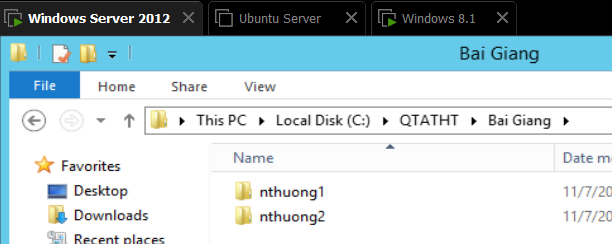 Windows Server 2012 Ubuntu Server Windows 8.1
Bai Giang
File Home Share View
This PC Local Disk (C:) QTATHT Bai Giang
Name Date
Favorites
Desktop
Downloads
Recent places
nthuong1 11/7/20
nthuong2 11/7/20